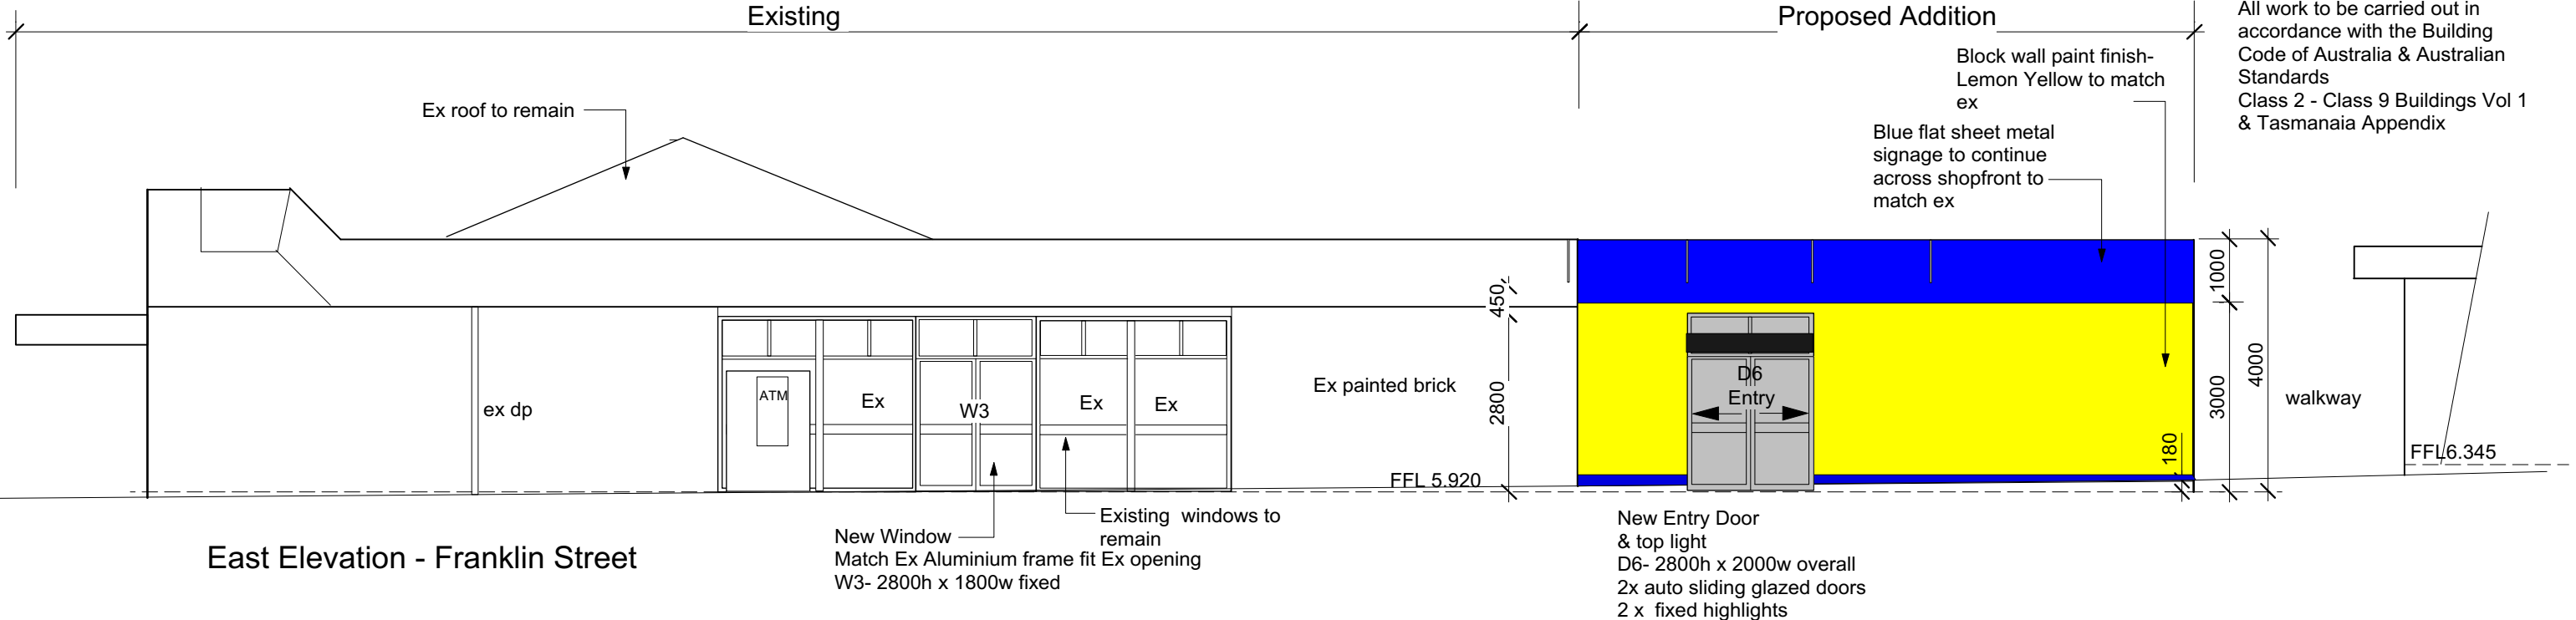 Existing
Proposed Addition
All work to be carried out in
accordance with the Building
Code of Australia & Australian
Standards
Class 2 - Class 9 Buildings Vol 1
& Tasmanaia Appendix
Block wall paint finish-
Lemon Yellow to match
ex
Ex roof to remain
Blue flat sheet metal
signage to continue
across shopfront to
match ex
450
1000
4000
3000
2800
180
ATM
Ex
W3
Ex
Ex
Ex painted brick
ex dp
D6
Entry
walkway
FFL 5.920
FFL6.345
New Window
Match Ex Aluminium frame fit Ex opening
W3- 2800h x 1800w fixed
Existing windows to
remain
New Entry Door
& top light
D6- 2800h x 2000w overall
2x auto sliding glazed doors
2 x fixed highlights
East Elevation - Franklin Street